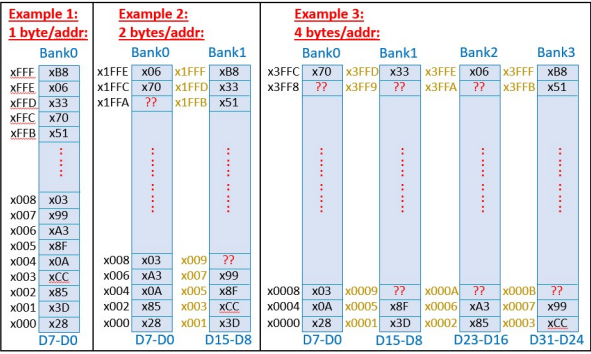 Example 1:
1 byte/addr:
Bank0
xFFF xB8
xFFE x06
xFFD x33
xFFC x70
xFFB x51
x008 x03
x007 x99
x006 xA3
x005 x8F
x004 x0A
x003 xCC
x002 x85
x001 x3D
x000 x28
D7-D0
Example 2:
2 bytes/addr:
Bank0 Bank1
x1FFE x06 x1FFF xB8
x1FFC x70 x1FFD x33
x1FFA ?? x1FFB x51
x008 x03 x009 ??
x006 xA3 x007 x99
x004 x0A x005 x8F
x002 x85 x003 xCC
x000 x28 x001 x3D
D7-D0 D15-D8
Example 3:
4 bytes/addr:
Bank0 Bank1 Bank2 Bank3
x3FFC x70 x3FFD x33 x3FFE x06 x3FFF xB8
x3FF8 ?? x3FF9 ?? x3FFA ?? x3FFB x51
x0008 x03 x0009 ?? x000A ?? x000B ??
x0004 x0A x0005 x8F x0006 xA3 x0007 x99
x0000 x28 x0001 x3D x0002 x85 x0003 xCC
D7-D0 D15-D8 D23-D16 D31-D24